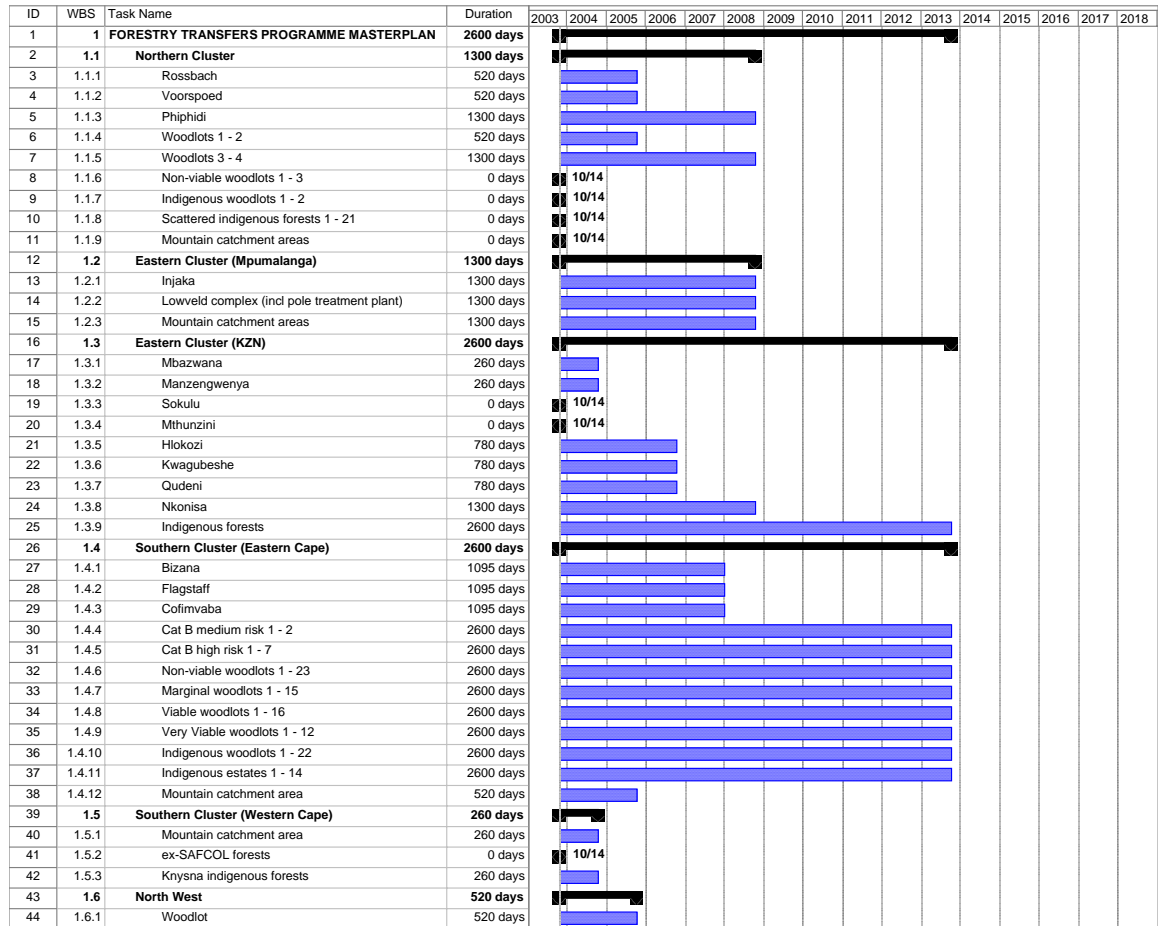 ID WBS Task Name Duration 2003 2004 2005 2006 2007 2008 2009 2010 2011 2012 2013 2014 2015 2016 2017 2018
1 1 FORESTRY TRANSFERS PROGRAMME MASTERPLAN 2600 days
2 1.1 Northern Cluster 1300 days
3 1.1.1 Rossbach 520 days
4 1.1.2 Voorspoed 520 days
5 1.1.3 Phiphidi 1300 days
6 1.1.4 Woodlots 1 - 2 520 days
7 1.1.5 Woodlots 3 - 4 1300 days
8 1.1.6 Non-viable woodlots 1 - 3 0 days 10/14
9 1.1.7 Indigenous woodlots 1 - 2 0 days 10/14
10 1.1.8 Scattered indigenous forests 1 - 21 0 days 10/14
11 1.1.9 Mountain catchment areas 0 days 10/14
12 1.2 Eastern Cluster (Mpumalanga) 1300 days
13 1.2.1 Injaka 1300 days
14 1.2.2 Lowveld complex (incl pole treatment plant) 1300 days
15 1.2.3 Mountain catchment areas 1300 days
16 1.3 Eastern Cluster (KZN) 2600 days
17 1.3.1 Mbazwana 260 days
18 1.3.2 Manzengwenya 260 days
19 1.3.3 Sokulu 0 days 10/14
20 1.3.4 Mthunzini 0 days 10/14
21 1.3.5 Hlokozi 780 days
22 1.3.6 Kwagubeshe 780 days
23 1.3.7 Qudeni 780 days
24 1.3.8 Nkonisa 1300 days
25 1.3.9 Indigenous forests 2600 days
26 1.4 Southern Cluster (Eastern Cape) 2600 days
27 1.4.1 Bizana 1095 days
28 1.4.2 Flagstaff 1095 days
29 1.4.3 Cofimvaba 1095 days
30 1.4.4 Cat B medium risk 1 - 2 2600 days
31 1.4.5 Cat B high risk 1 - 7 2600 days
32 1.4.6 Non-viable woodlots 1 - 23 2600 days
33 1.4.7 Marginal woodlots 1 - 15 2600 days
34 1.4.8 Viable woodlots 1 - 16 2600 days
35 1.4.9 Very Viable woodlots 1 - 12 2600 days
36 1.4.10 Indigenous woodlots 1 - 22 2600 days
37 1.4.11 Indigenous estates 1 - 14 2600 days
38 1.4.12 Mountain catchment area 520 days
39 1.5 Southern Cluster (Western Cape) 260 days
40 1.5.1 Mountain catchment area 260 days
41 1.5.2 ex-SAFCOL forests 0 days 10/14
42 1.5.3 Knysna indigenous forests 260 days
43 1.6 North West 520 days
44 1.6.1 Woodlot 520 days